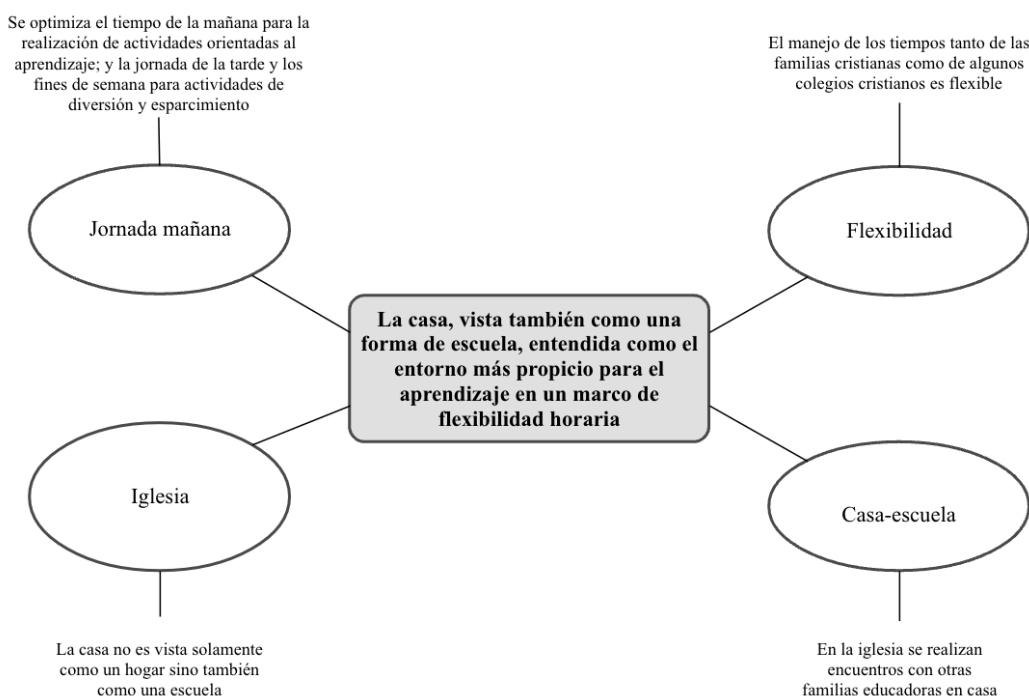 Se optimiza el tiempo de la mañana para la
realización de actividades orientadas al
aprendizaje; y la jornada de la tarde y los
fines de semana para actividades de
diversión y esparcimiento
El manejo de los tiempos tanto de las
familias cristianas como de algunos
colegios cristianos es flexible
Jornada mañana
Flexibilidad
La casa, vista también como una
forma de escuela, entendida como el
entorno más propicio para el
aprendizaje en un marco de
flexibilidad horaria
Iglesia
Casa-escuela
La casa no es vista solamente
como un hogar sino también
como una escuela
En la iglesia se realizan
encuentros con otras
familias educadoras en casa